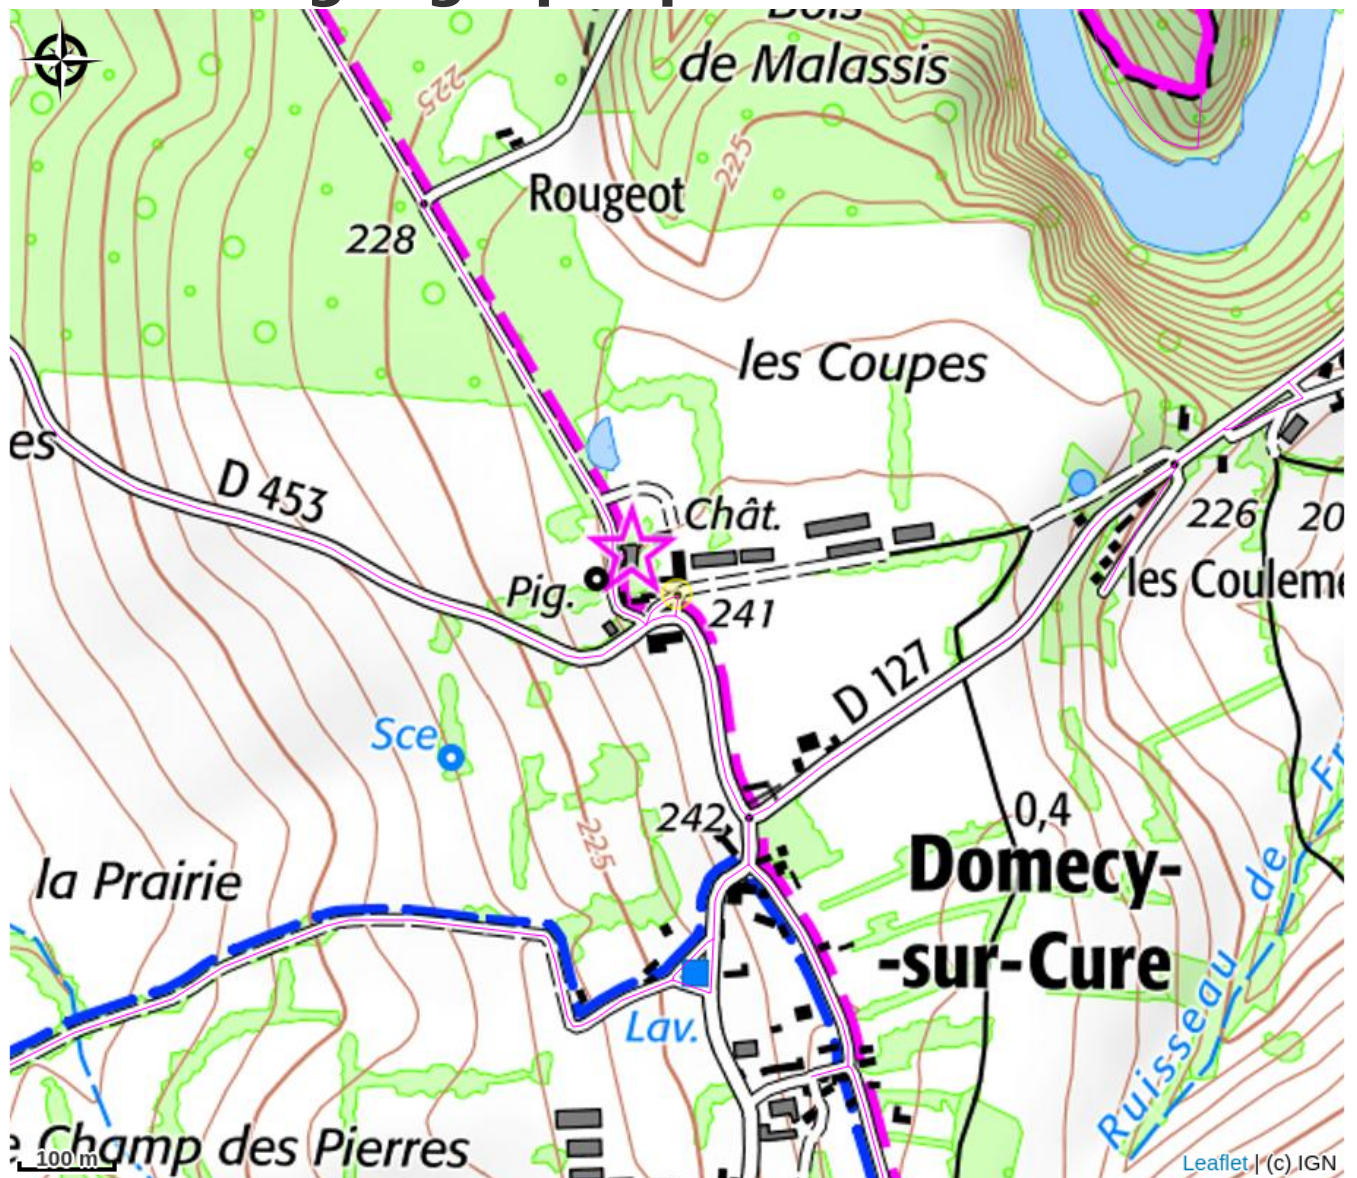 Bois
de Malassis
225
225
Rougeot
228
les Coupes
es
D 453
Chât.
226
20
Pig.
241
les Couleme
D 127
Sce
242
225
0,4
Domecy-
-sur-Cure
la Prairie
Ruisseau de Fr
Lav.
e Champ des Pierres
100 m
Leaflet | (c) IGN